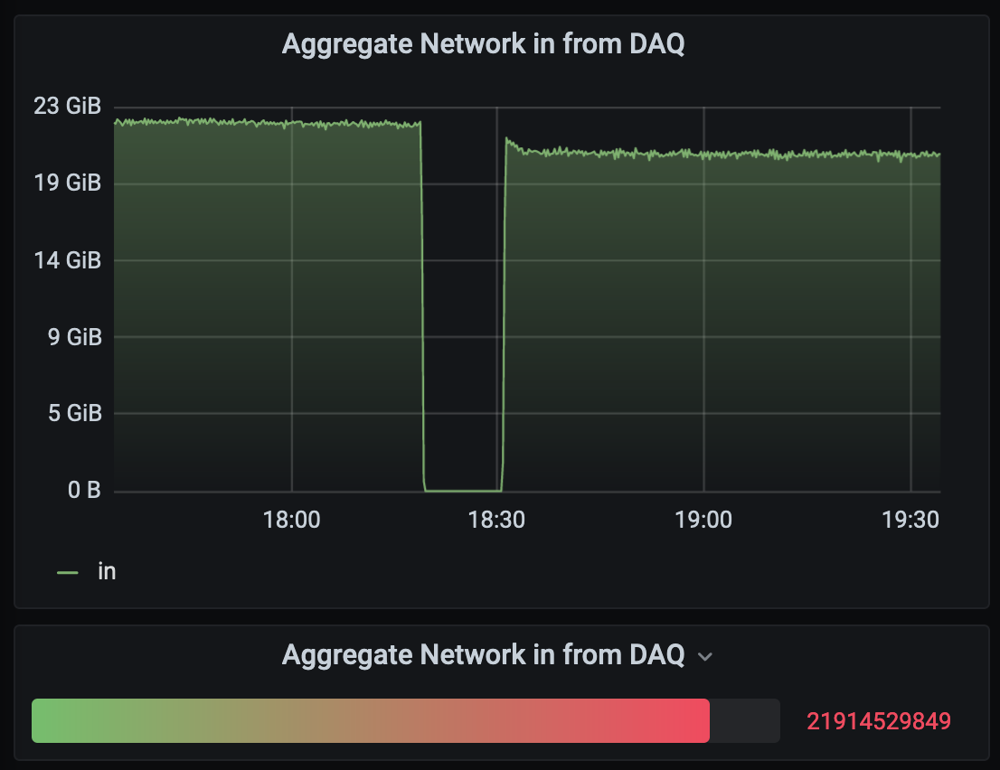 Aggregate Network in from DAQ
23 GiB
19 GiB
14 GiB
9 GiB
5 GiB
0 B
18:00 18:30 19:00 19:30
in
Aggregate Network in from DAQ
21914529849